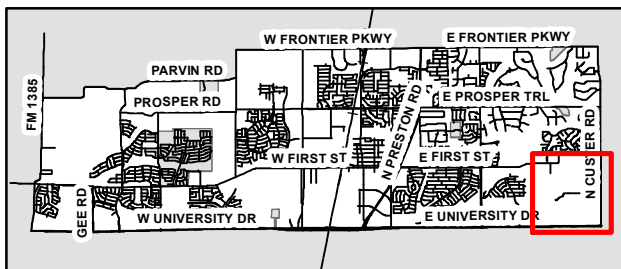 W FRONTIER PKWY
E FRONTIER PKWY
PARVIN RD
FM 1385
PROSPER RD
E PROSPER TRL
N PRESTON RD
N CUSTER RD
W FIRST ST
E FIRST ST
GEE RD
W UNIVERSITY DR
E UNIVERSITY DR